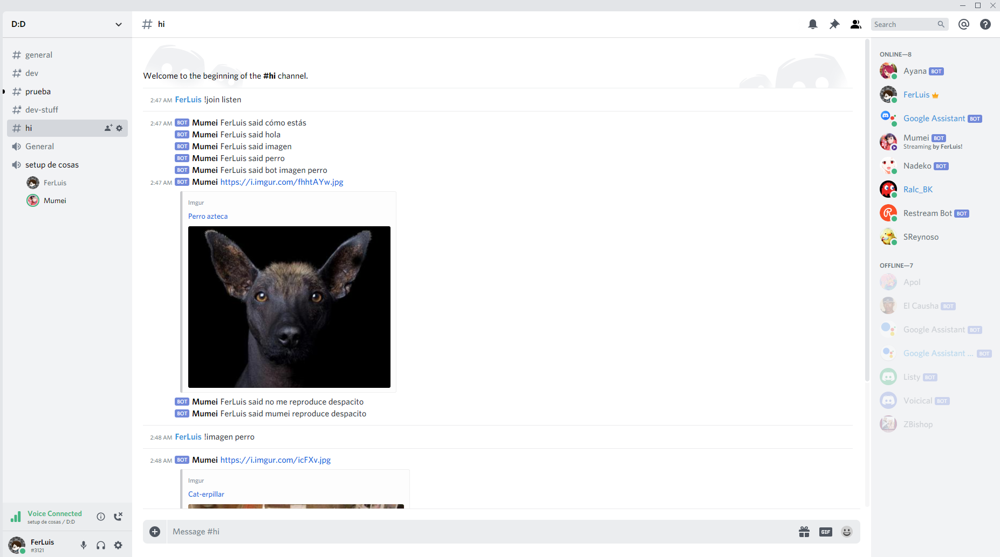 D:D
general
dev
prueba
dev-stuff
hi
General
setup de cosas
FerLuis
Mumei
Voice Connected
setup de cosas / D:D
FerLuis
#3121
hi
Search
Welcome to the beginning of the #hi channel.
2:47 AM FerLuis !join listen
2:47 AM BOT Mumei FerLuis said cómo estás
BOT Mumei FerLuis said hola
BOT Mumei FerLuis said imagen
BOT Mumei FerLuis said perro
BOT Mumei FerLuis said bot imagen perro
2:47 AM BOT Mumei https://i.imgur.com/fhhtAYw.jpg
Imgur
Perro azteca
BOT Mumei FerLuis said no me reproduce despacito
BOT Mumei FerLuis said mumei reproduce despacito
2:48 AM FerLuis !imagen perro
2:48 AM BOT Mumei https://i.imgur.com/icFXv.jpg
Imgur
Cat-erpillar
Message #hi
GIF
ONLINE—8
Ayana BOT
FerLuis
Google Assistant BOT
Mumei BOT
Streaming by FerLuis!
Nadeko BOT
Ralc_BK
Restream Bot BOT
SReynoso
OFFLINE—7
Apol
El Causha BOT
Google Assistant BOT
Google Assistant ... BOT
Listy BOT
Voicical BOT
ZBishop